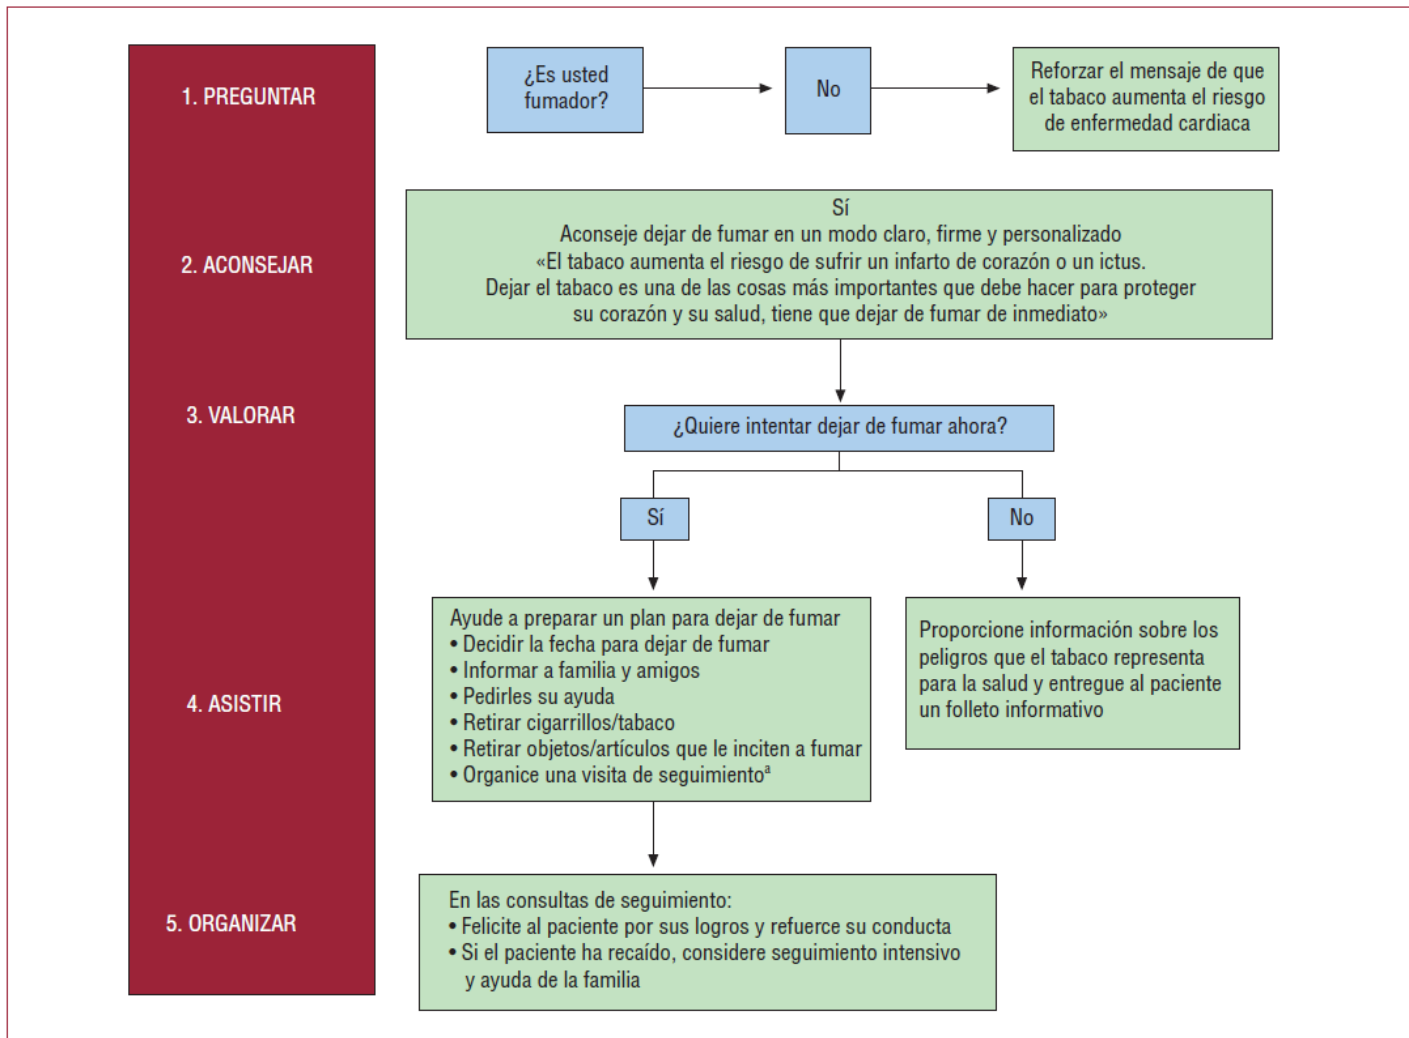 1. PREGUNTAR
¿Es usted
fumador?
No
Reforzar el mensaje de que
el tabaco aumenta el riesgo
de enfermedad cardiaca
2. ACONSEJAR
Sí
Aconseje dejar de fumar en un modo claro, firme y personalizado
«El tabaco aumenta el riesgo de sufrir un infarto de corazón o un ictus.
Dejar el tabaco es una de las cosas más importantes que debe hacer para proteger
su corazón y su salud, tiene que dejar de fumar de inmediato»
3. VALORAR
¿Quiere intentar dejar de fumar ahora?
Sí
No
4. ASISTIR
Ayude a preparar un plan para dejar de fumar
• Decidir la fecha para dejar de fumar
• Informar a familia y amigos
• Pedirles su ayuda
• Retirar cigarrillos/tabaco
• Retirar objetos/artículos que le inciten a fumar
• Organice una visita de seguimientoª
Proporcione información sobre los
peligros que el tabaco representa
para la salud y entregue al paciente
un folleto informativo
5. ORGANIZAR
En las consultas de seguimiento:
• Felicite al paciente por sus logros y refuerce su conducta
• Si el paciente ha recaído, considere seguimiento intensivo
y ayuda de la familia